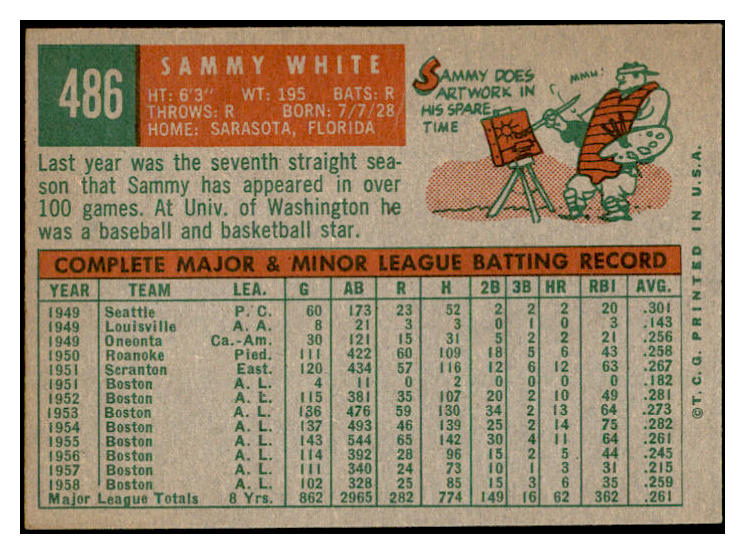 486
SAMMY WHITE
HT: 6'3" WT: 195 BATS: R
THROWS: R BORN: 7/7/28
HOME: SARASOTA, FLORIDA
Last year was the seventh straight sea-
son that Sammy has appeared in over
100 games. At Univ. of Washington he
was a baseball and basketball star.
SAMMY DOES
ARTWORK IN
HIS SPARE
TIME
MMM!
COMPLETE MAJOR & MINOR LEAGUE BATTING RECORD
YEAR TEAM LEA. G AB R H 2B 3B HR RBI AVG.
1949 Seattle P. C. 60 173 23 52 2 2 2 20 .301
1949 Louisville A. A. 8 21 3 3 0 1 0 3 .143
1949 Oneonta Ca.-Am. 30 121 15 31 5 2 2 21 .256
1950 Roanoke Pied. 111 422 60 109 18 5 6 43 .258
1951 Scranton East. 120 434 57 116 12 6 12 63 .267
1951 Boston A. L. 4 11 0 2 0 0 0 0 .182
1952 Boston A. L. 115 381 35 107 20 2 10 49 .281
1953 Boston A. L. 136 476 59 130 34 2 13 64 .273
1954 Boston A. L. 137 493 46 139 25 2 14 75 .282
1955 Boston A. L. 143 544 65 142 30 4 11 64 .261
1956 Boston A. L. 114 392 28 96 15 2 5 44 .245
1957 Boston A. L. 111 340 24 73 10 1 3 31 .215
1958 Boston A. L. 102 328 25 85 15 3 6 35 .259
Major League Totals 8 Yrs. 862 2965 282 774 149 16 62 362 .261
©T.C.G. PRINTED IN U.S.A.